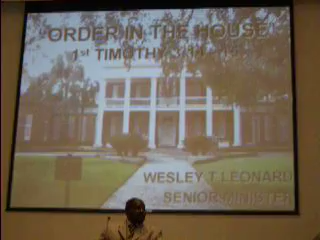 ORDER IN THE HOUSE
1st TIMOTHY
WESLEY T LEONARD
SENIOR MINISTER